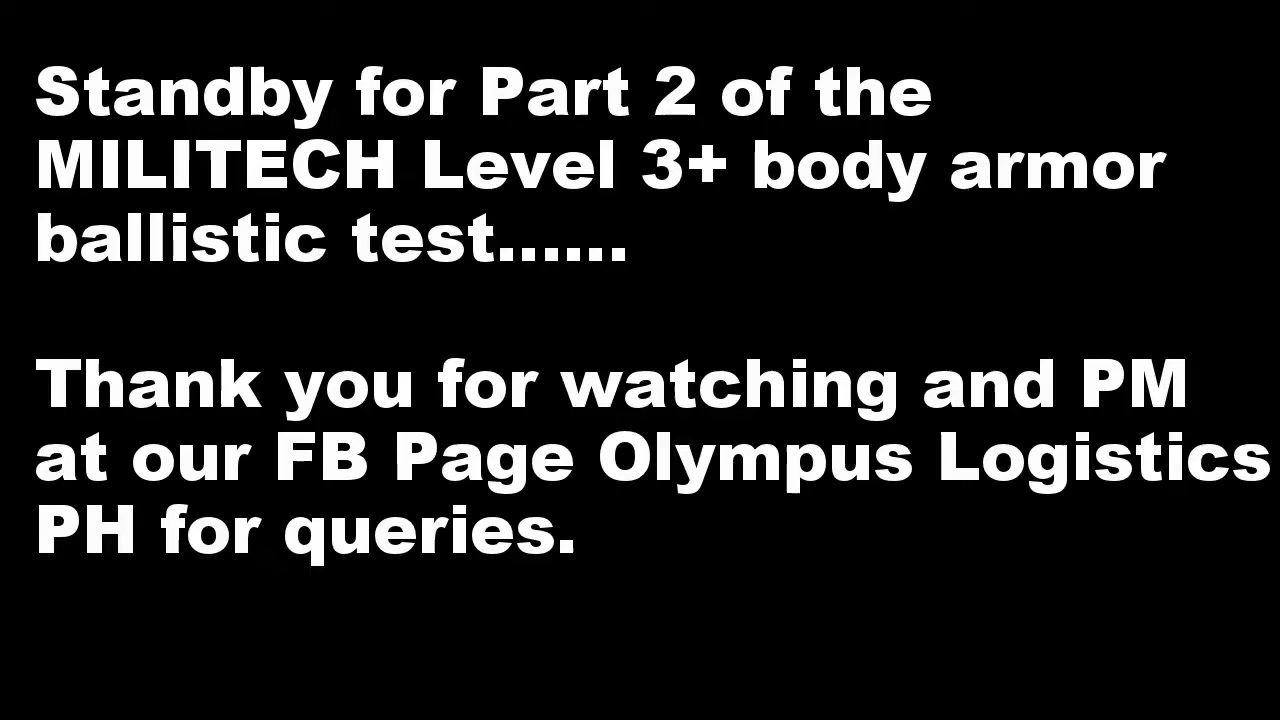 Standby for Part 2 of the
MILITECH Level 3+ body armor
ballistic test......
Thank you for watching and PM
at our FB Page Olympus Logistics
PH for queries.